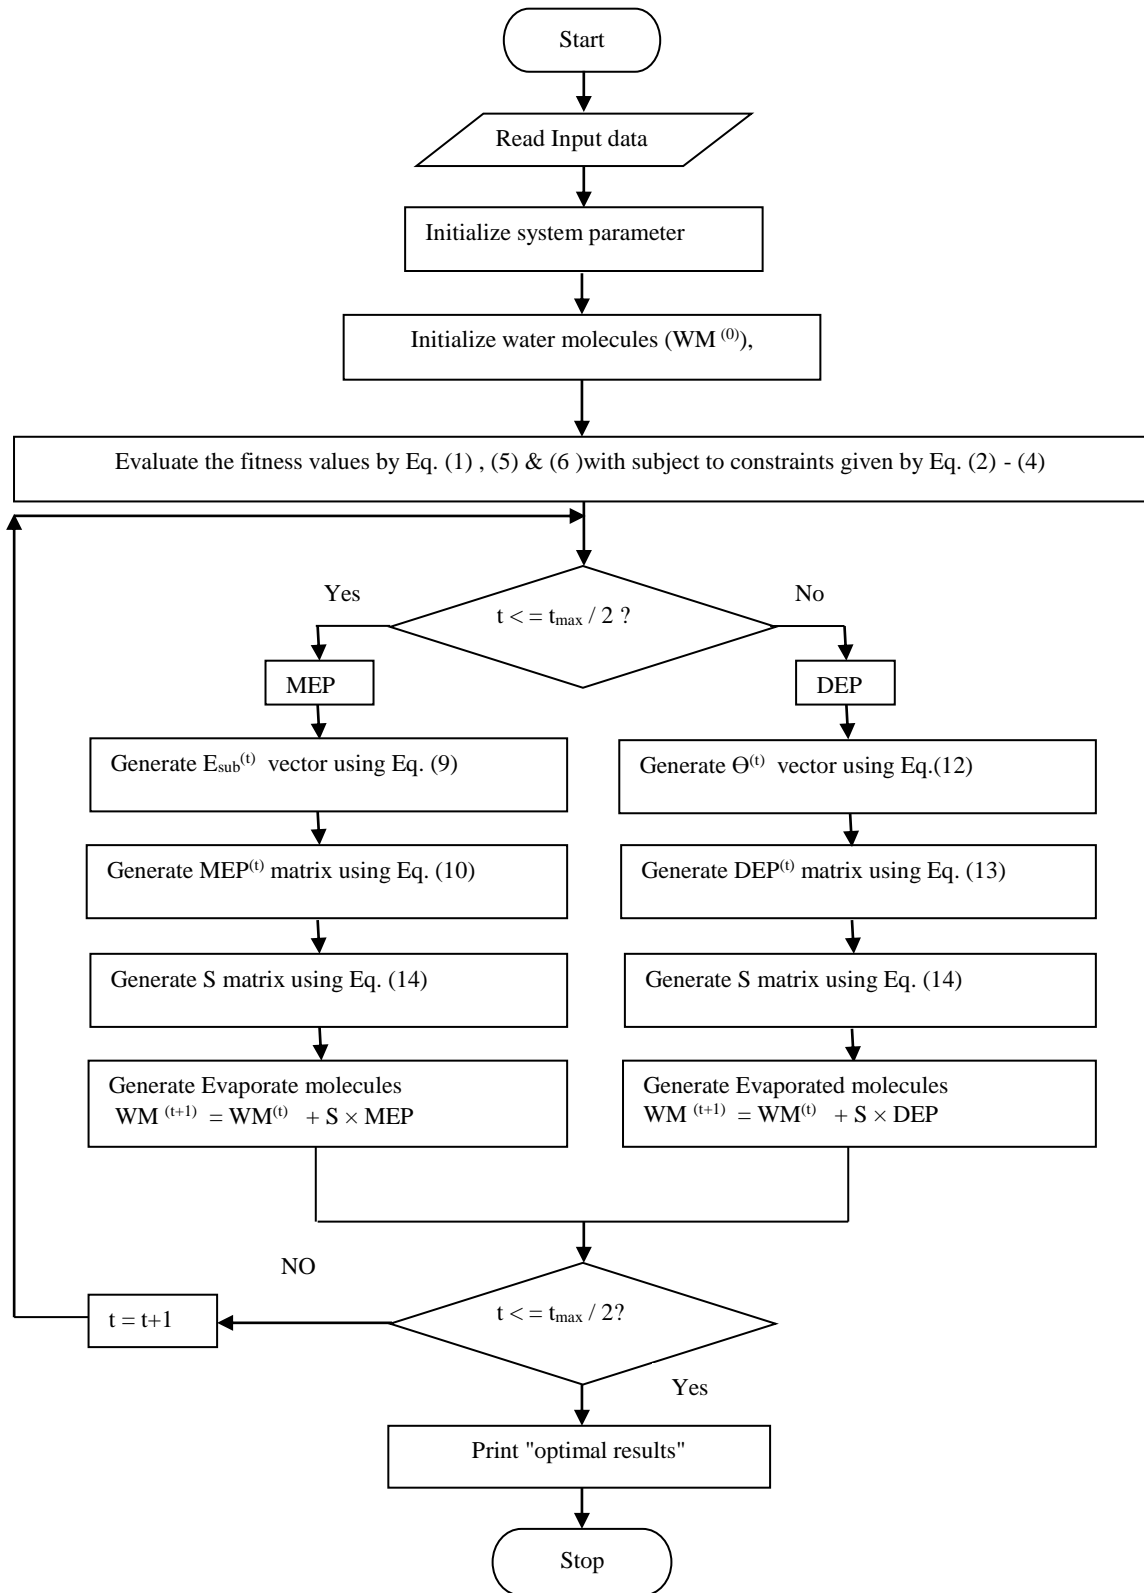 Start
Read Input data
Initialize system parameter
Initialize water molecules (WM (0)),
Evaluate the fitness values by Eq. (1) , (5) & (6 )with subject to constraints given by Eq. (2) - (4)
Yes
No
t < = tmax / 2 ?
MEP
DEP
Generate Esub(t) vector using Eq. (9)
Generate ϴ(t) vector using Eq.(12)
Generate MEP(t) matrix using Eq. (10)
Generate DEP(t) matrix using Eq. (13)
Generate S matrix using Eq. (14)
Generate S matrix using Eq. (14)
Generate Evaporate molecules
WM (t+1) = WM(t) + S × MEP
Generate Evaporated molecules
WM (t+1) = WM(t) + S × DEP
NO
t < = tmax / 2?
t = t+1
Yes
Print "optimal results"
Stop